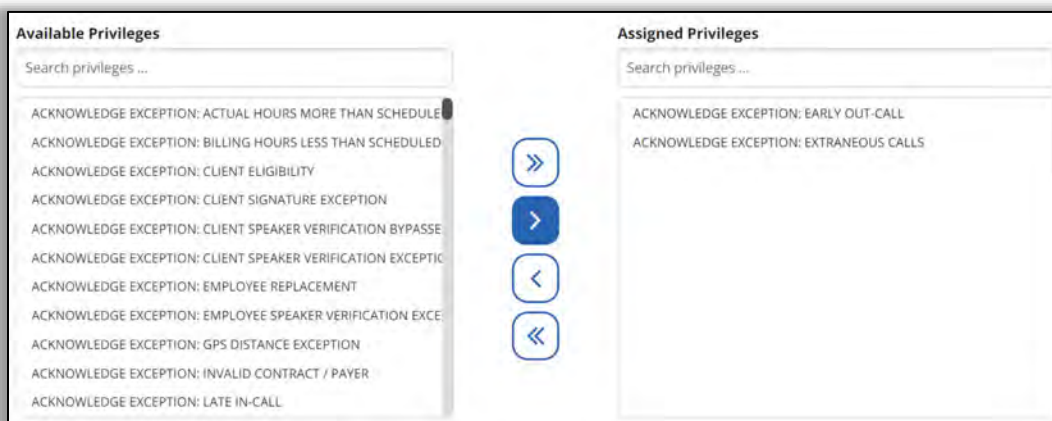 Available Privileges
Search privileges ...
ACKNOWLEDGE EXCEPTION: ACTUAL HOURS MORE THAN SCHEDULE
ACKNOWLEDGE EXCEPTION: BILLING HOURS LESS THAN SCHEDULED
ACKNOWLEDGE EXCEPTION: CLIENT ELIGIBILITY
ACKNOWLEDGE EXCEPTION: CLIENT SIGNATURE EXCEPTION
ACKNOWLEDGE EXCEPTION: CLIENT SPEAKER VERIFICATION BYPASSE
ACKNOWLEDGE EXCEPTION: CLIENT SPEAKER VERIFICATION EXCEPTIC
ACKNOWLEDGE EXCEPTION: EMPLOYEE REPLACEMENT
ACKNOWLEDGE EXCEPTION: EMPLOYEE SPEAKER VERIFICATION EXCE
ACKNOWLEDGE EXCEPTION: GPS DISTANCE EXCEPTION
ACKNOWLEDGE EXCEPTION: INVALID CONTRACT / PAYER
ACKNOWLEDGE EXCEPTION: LATE IN-CALL
Assigned Privileges
Search privileges ...
ACKNOWLEDGE EXCEPTION: EARLY OUT-CALL
ACKNOWLEDGE EXCEPTION: EXTRANEOUS CALLS